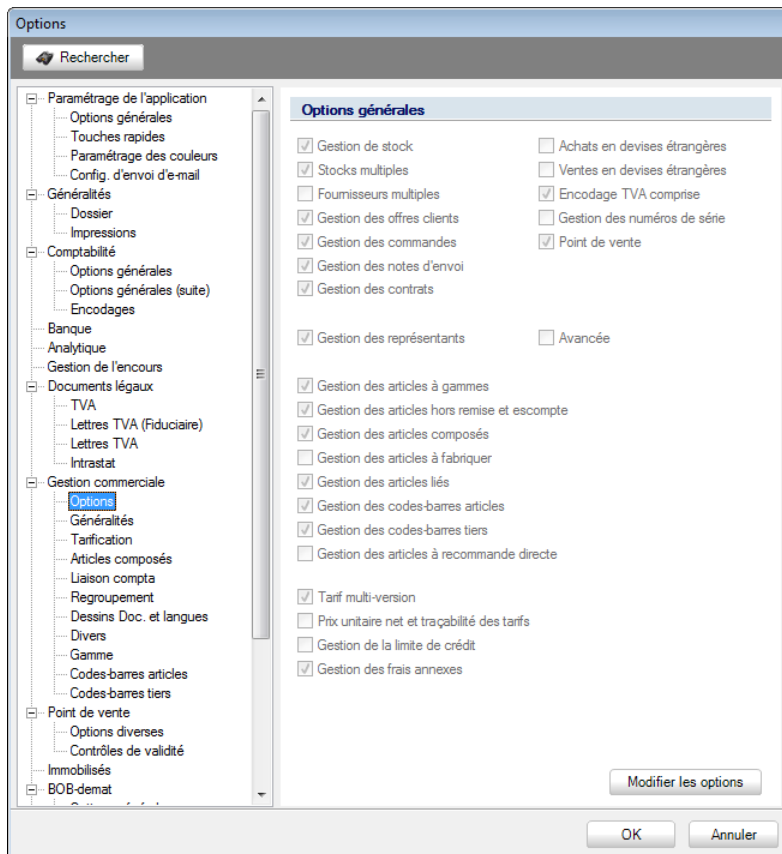 Options
Rechercher
Paramétrage de l'application
Options générales
Touches rapides
Paramétrage des couleurs
Config. d'envoi d'e-mail
Généralités
Dossier
Impressions
Comptabilité
Options générales
Options générales (suite)
Encodages
Banque
Analytique
Gestion de l'encours
Documents légaux
TVA
Lettres TVA (Fiduciaire)
Lettres TVA
Intrastat
Gestion commerciale
Options
Généralités
Tarification
Articles composés
Liaison compta
Regroupement
Dessins Doc. et langues
Divers
Gamme
Codes-barres articles
Codes-barres tiers
Point de vente
Options diverses
Contrôles de validité
Immobilisés
BOB-demat
Options générales
Gestion de stock
Achats en devises étrangères
Stocks multiples
Ventes en devises étrangères
Fournisseurs multiples
Encodage TVA comprise
Gestion des offres clients
Gestion des numéros de série
Gestion des commandes
Point de vente
Gestion des notes d'envoi
Gestion des contrats
Gestion des représentants
Avancée
Gestion des articles à gammes
Gestion des articles hors remise et escompte
Gestion des articles composés
Gestion des articles à fabriquer
Gestion des articles liés
Gestion des codes-barres articles
Gestion des codes-barres tiers
Gestion des articles à recommande directe
Tarif multi-version
Prix unitaire net et traçabilité des tarifs
Gestion de la limite de crédit
Gestion des frais annexes
Modifier les options
OK
Annuler